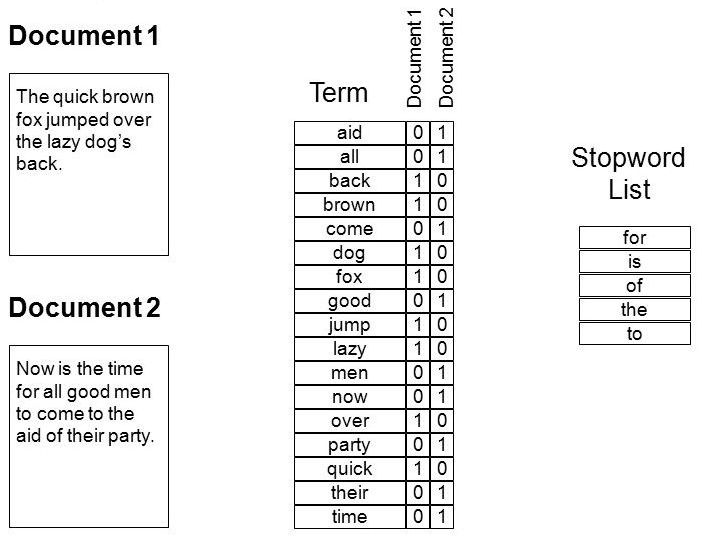 Document 1
The quick brown
fox jumped over
the lazy dog's
back.
Document 2
Now is the time
for all good men
to come to the
aid of their party.
Term Document 1 Document 2
aid 0 1
all 0 1
back 1 0
brown 1 0
come 0 1
dog 1 0
fox 1 0
good 0 1
jump 1 0
lazy 1 0
men 0 1
now 0 1
over 1 0
party 0 1
quick 1 0
their 0 1
time 0 1
Stopword
List
for
is
of
the
to